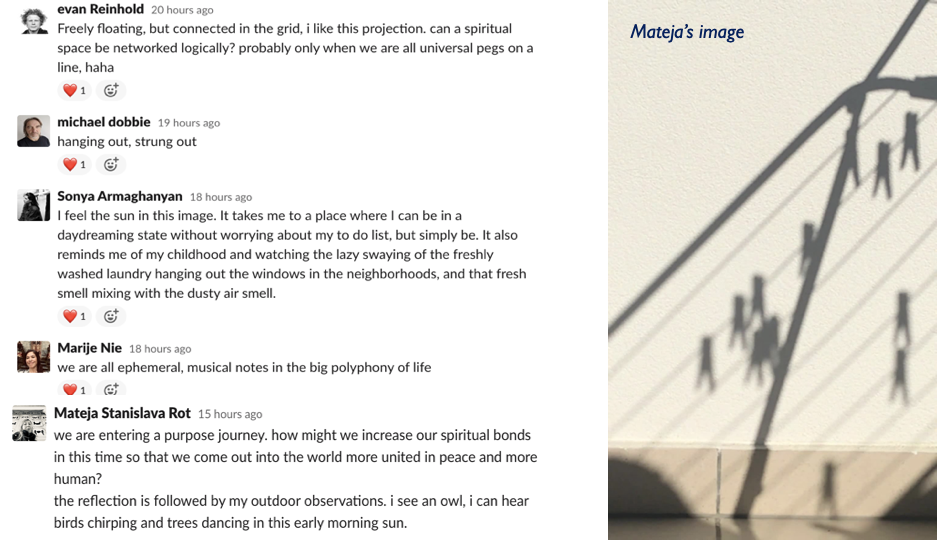 evan Reinhold 20 hours ago
Freely floating, but connected in the grid, i like this projection. can a spiritual
space be networked logically? probably only when we are all universal pegs on a
line, haha
1
michael dobbie 19 hours ago
hanging out, strung out
1
Sonya Armaghanyan 18 hours ago
I feel the sun in this image. It takes me to a place where I can be in a
daydreaming state without worrying about my to do list, but simply be. It also
reminds me of my childhood and watching the lazy swaying of the freshly
washed laundry hanging out the windows in the neighborhoods, and that fresh
smell mixing with the dusty air smell.
1
Marije Nie 18 hours ago
we are all ephemeral, musical notes in the big polyphony of life
1
Mateja Stanislava Rot 15 hours ago
we are entering a purpose journey. how might we increase our spiritual bonds
in this time so that we come out into the world more united in peace and more
human?
the reflection is followed by my outdoor observations. i see an owl, i can hear
birds chirping and trees dancing in this early morning sun.
Mateja's image